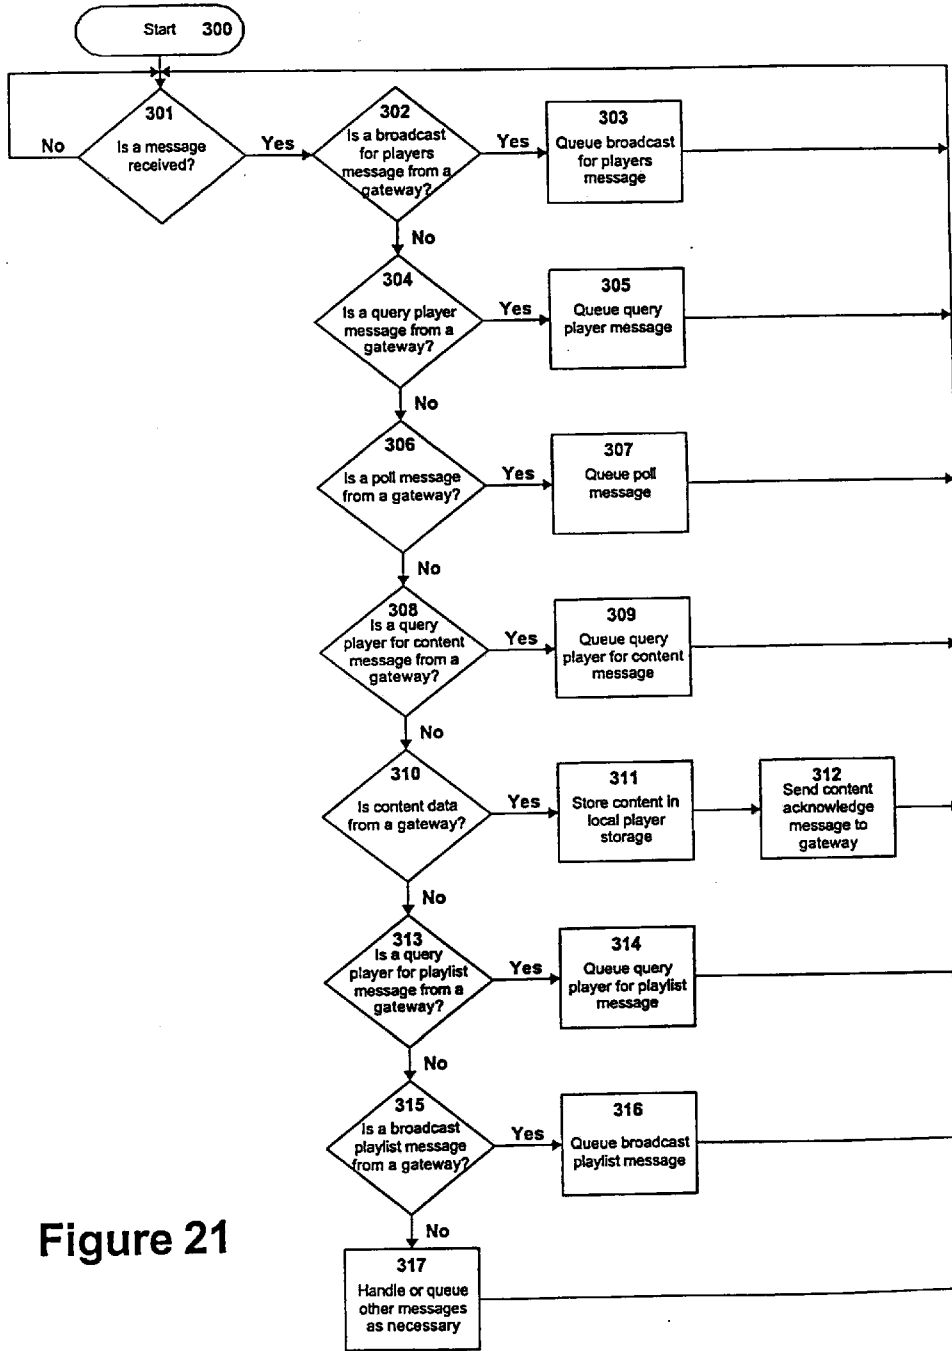 Start 300
301
Is a message
received?
No
Yes
302
Is a broadcast
for players
message from a
gateway?
Yes
303
Queue broadcast
for players
message
No
304
Is a query player
message from a
gateway?
Yes
305
Queue query
player message
No
306
Is a poll message
from a gateway?
Yes
307
Queue poll
message
No
308
Is a query
player for content
message from a
gateway?
Yes
309
Queue query
player for content
message
No
310
Is content data
from a gateway?
Yes
311
Store content in
local player
storage
312
Send content
acknowledge
message to
gateway
No
313
Is a query
player for playlist
message from a
gateway?
Yes
314
Queue query
player for playlist
message
No
315
Is a broadcast
playlist message
from a gateway?
Yes
316
Queue broadcast
playlist message
No
317
Handle or queue
other messages
as necessary
Figure 21